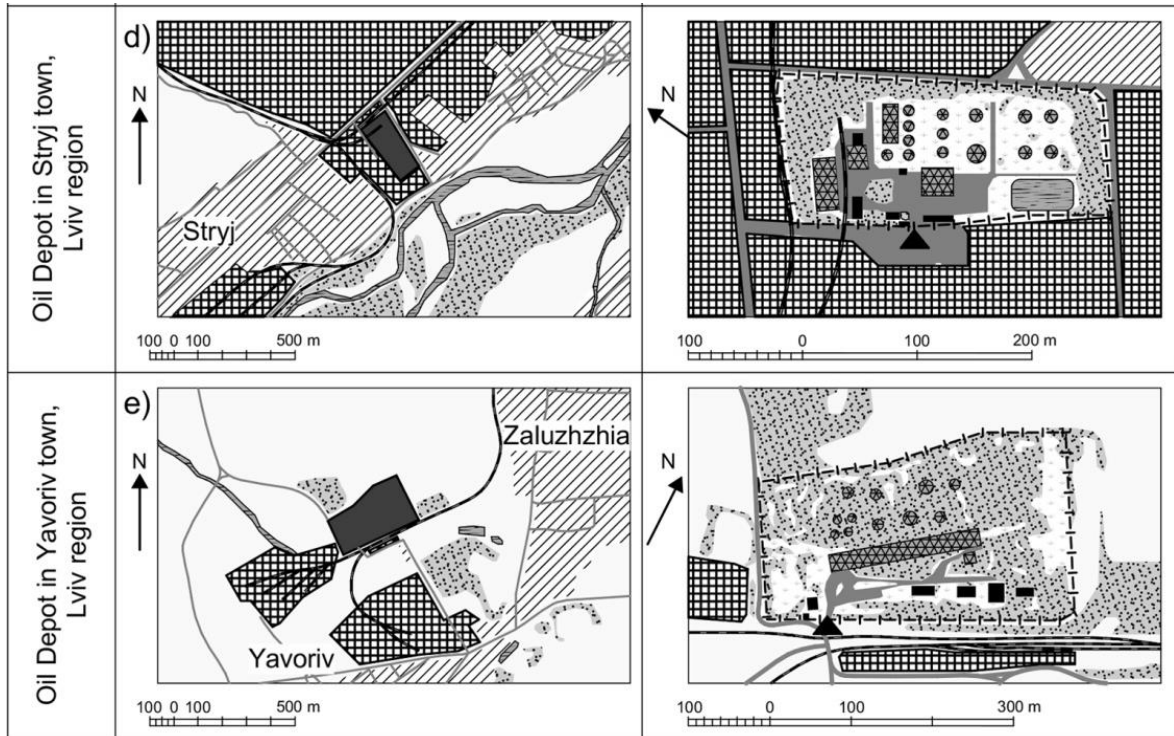 Oil Depot in Stryj town,
Lviv region
d)
N
Stryj
100 0 100 500 m
N
100 0 100 200 m
Oil Depot in Yavoriv town,
Lviv region
e)
N
Zaluzhzhia
Yavoriv
100 0 100 500 m
N
100 0 100 300 m